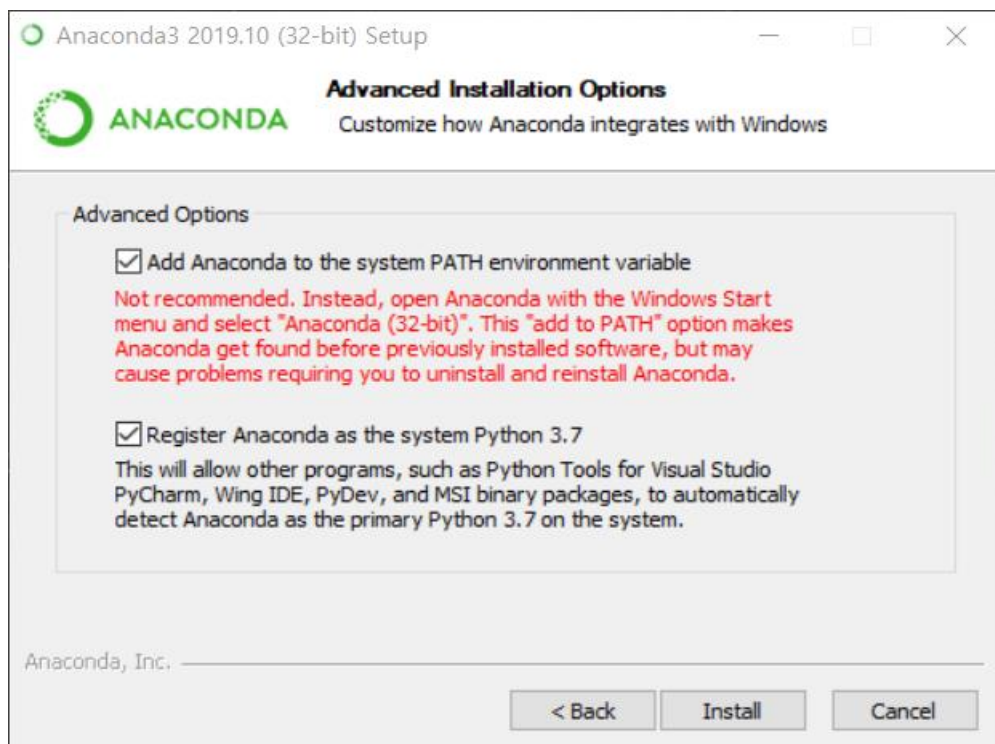 Anaconda3 2019.10 (32-bit) Setup
ANACONDA
Advanced Installation Options
Customize how Anaconda integrates with Windows
Advanced Options
Add Anaconda to the system PATH environment variable
Not recommended. Instead, open Anaconda with the Windows Start
menu and select "Anaconda (32-bit)". This "add to PATH" option makes
Anaconda get found before previously installed software, but may
cause problems requiring you to uninstall and reinstall Anaconda.
Register Anaconda as the system Python 3.7
This will allow other programs, such as Python Tools for Visual Studio
PyCharm, Wing IDE, PyDev, and MSI binary packages, to automatically
detect Anaconda as the primary Python 3.7 on the system.
Anaconda, Inc.
< Back
Install
Cancel